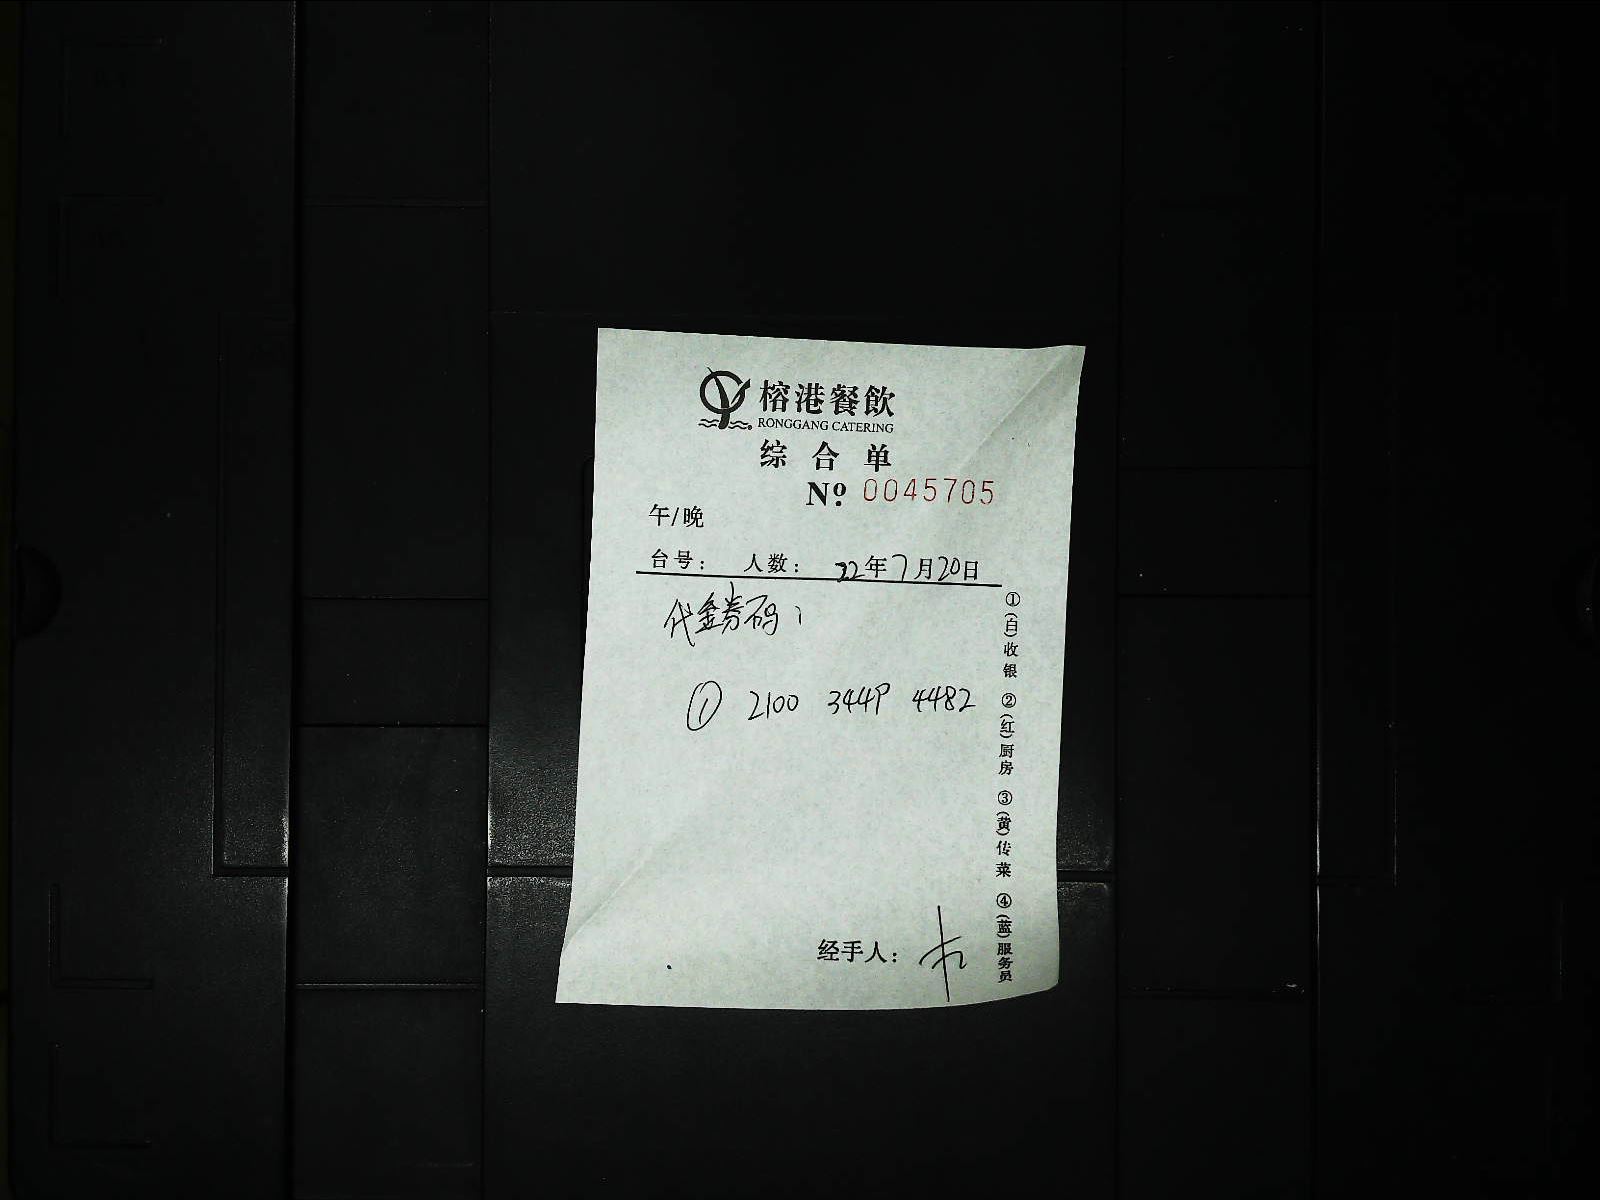 榕港餐飲
RONGGANG CATERING
综合单
Nº 0045705
午/晚
台号： 人数： 22年7月20日
代金券码：
① 2100 3449 4482
经手人：
①(白)收银 ②(红)厨房 ③(黄)传菜 ④(蓝)服务员